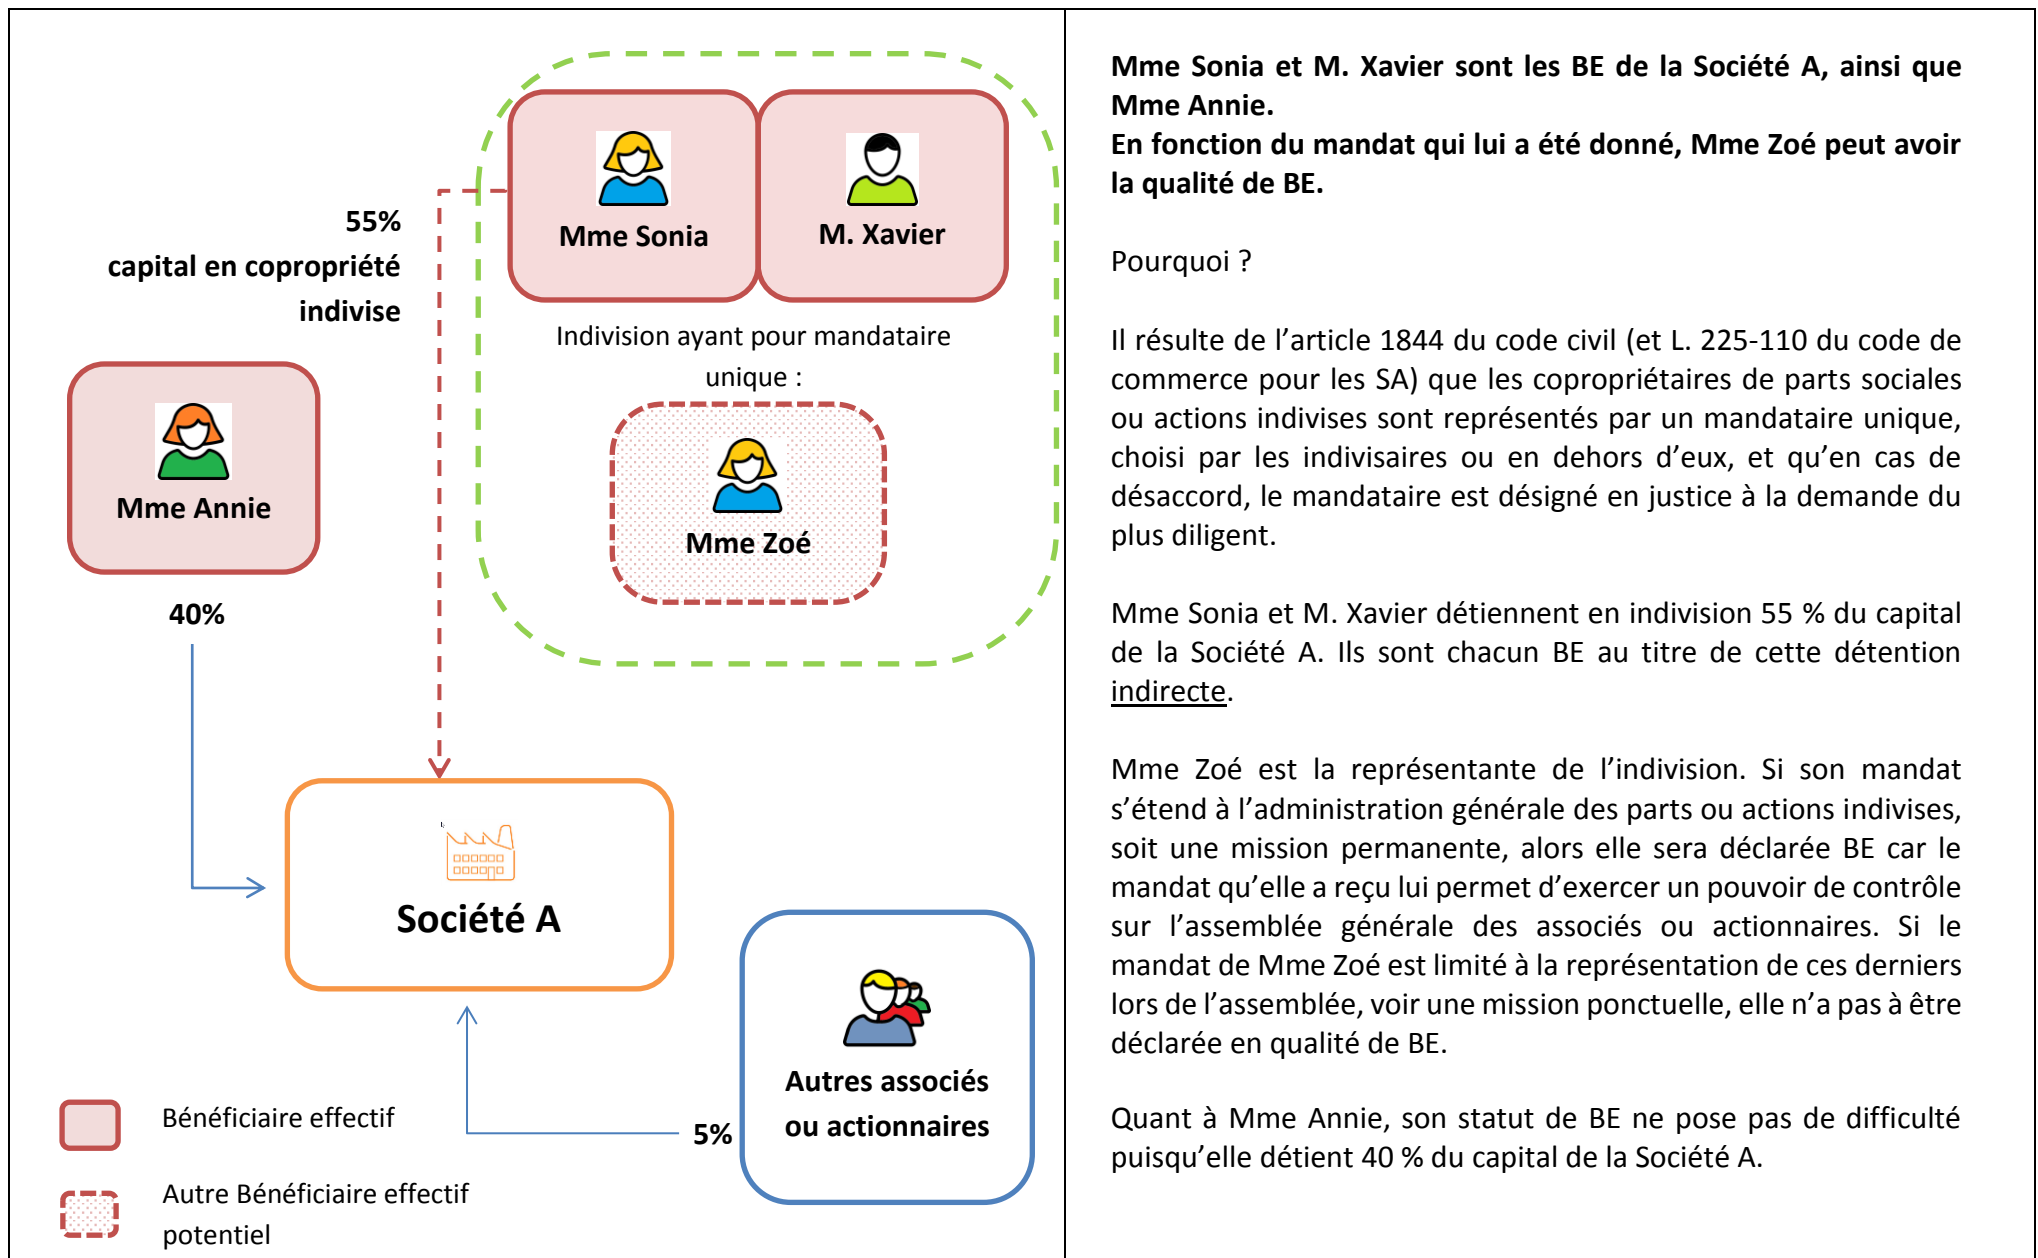 55%
capital en copropriété
indivise
Mme Sonia
M. Xavier
Indivision ayant pour mandataire
unique :
Mme Zoé
Mme Annie
40%
Société A
Autres associés
ou actionnaires
5%
Bénéficiaire effectif
Autre Bénéficiaire effectif
potentiel
Mme Sonia et M. Xavier sont les BE de la Société A, ainsi que
Mme Annie.
En fonction du mandat qui lui a été donné, Mme Zoé peut avoir
la qualité de BE.
Pourquoi ?
Il résulte de l’article 1844 du code civil (et L. 225-110 du code de
commerce pour les SA) que les copropriétaires de parts sociales
ou actions indivises sont représentés par un mandataire unique,
choisi par les indivisaires ou en dehors d’eux, et qu’en cas de
désaccord, le mandataire est désigné en justice à la demande du
plus diligent.
Mme Sonia et M. Xavier détiennent en indivision 55 % du capital
de la Société A. Ils sont chacun BE au titre de cette détention
indirecte.
Mme Zoé est la représentante de l’indivision. Si son mandat
s’étend à l’administration générale des parts ou actions indivises,
soit une mission permanente, alors elle sera déclarée BE car le
mandat qu’elle a reçu lui permet d’exercer un pouvoir de contrôle
sur l’assemblée générale des associés ou actionnaires. Si le
mandat de Mme Zoé est limité à la représentation de ces derniers
lors de l’assemblée, voir une mission ponctuelle, elle n’a pas à être
déclarée en qualité de BE.
Quant à Mme Annie, son statut de BE ne pose pas de difficulté
puisqu’elle détient 40 % du capital de la Société A.